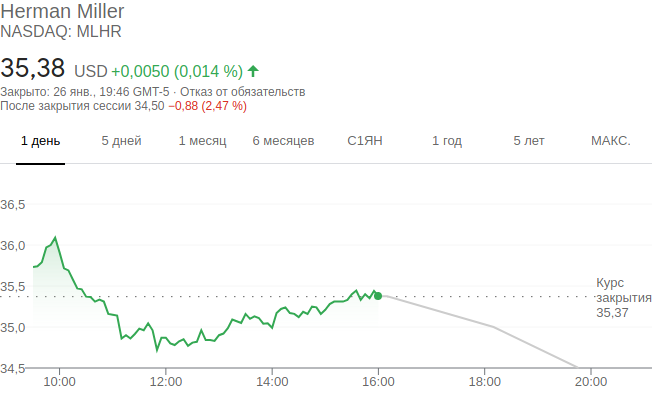 Herman Miller
NASDAQ: MLHR
35,38 USD +0,0050 (0,014 %)
Закрыто: 26 янв., 19:46 GMT-5 · Отказ от обязательств
После закрытия сессии 34,50 −0,88 (2,47 %)
1 день 5 дней 1 месяц 6 месяцев С1ЯН 1 год 5 лет МАКС.
36,5
36,0
35,5
35,0
34,5
Курс
закрытия
35,37
10:00 12:00 14:00 16:00 18:00 20:00